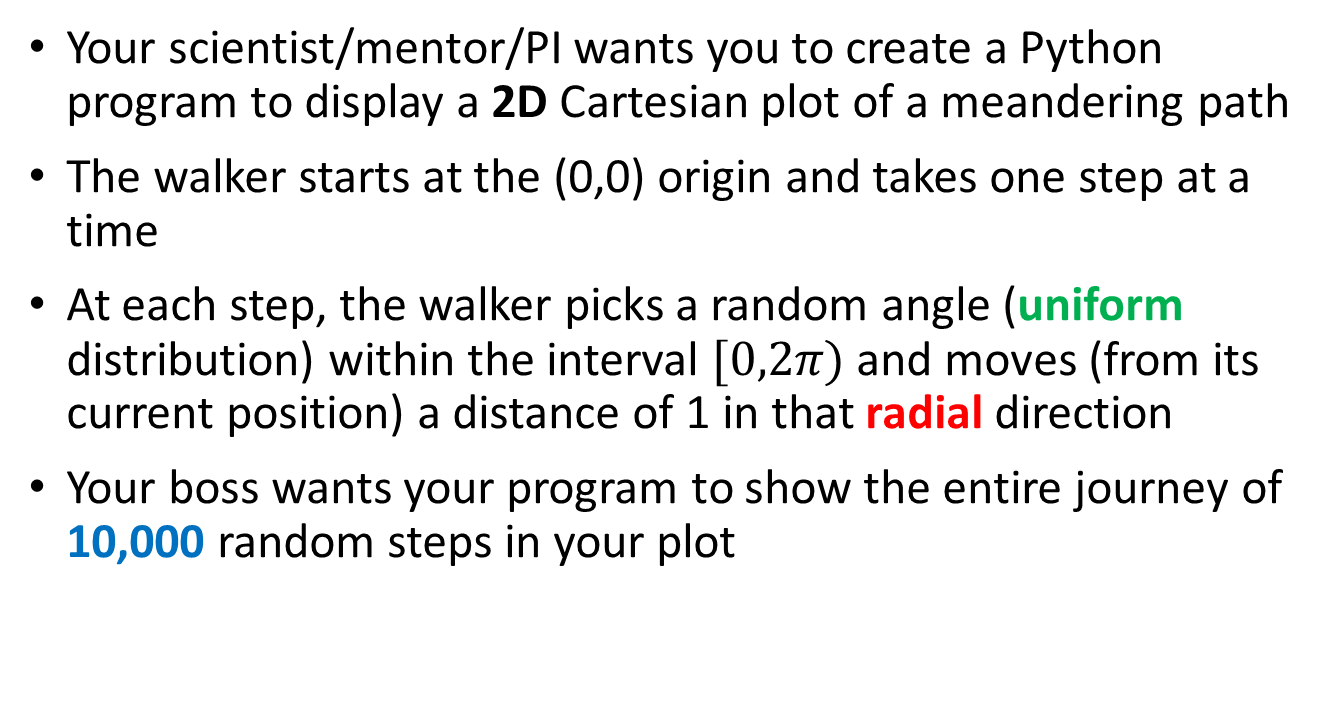 • Your scientist/mentor/PI wants you to create a Python
program to display a 2D Cartesian plot of a meandering path
• The walker starts at the (0,0) origin and takes one step at a
time
• At each step, the walker picks a random angle (uniform
distribution) within the interval [0,2𝜋) and moves (from its
current position) a distance of 1 in that radial direction
• Your boss wants your program to show the entire journey of
10,000 random steps in your plot